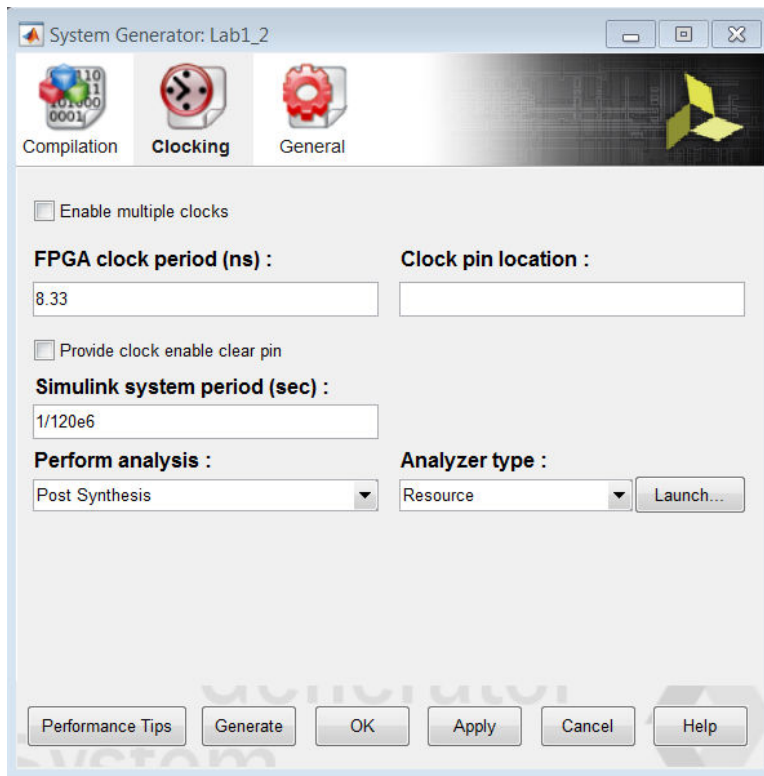 System Generator: Lab1_2
Compilation Clocking General
Enable multiple clocks
FPGA clock period (ns) : Clock pin location :
8.33
Provide clock enable clear pin
Simulink system period (sec) :
1/120e6
Perform analysis : Analyzer type :
Post Synthesis Resource Launch...
Generator
Performance Tips Generate OK Apply Cancel Help
System